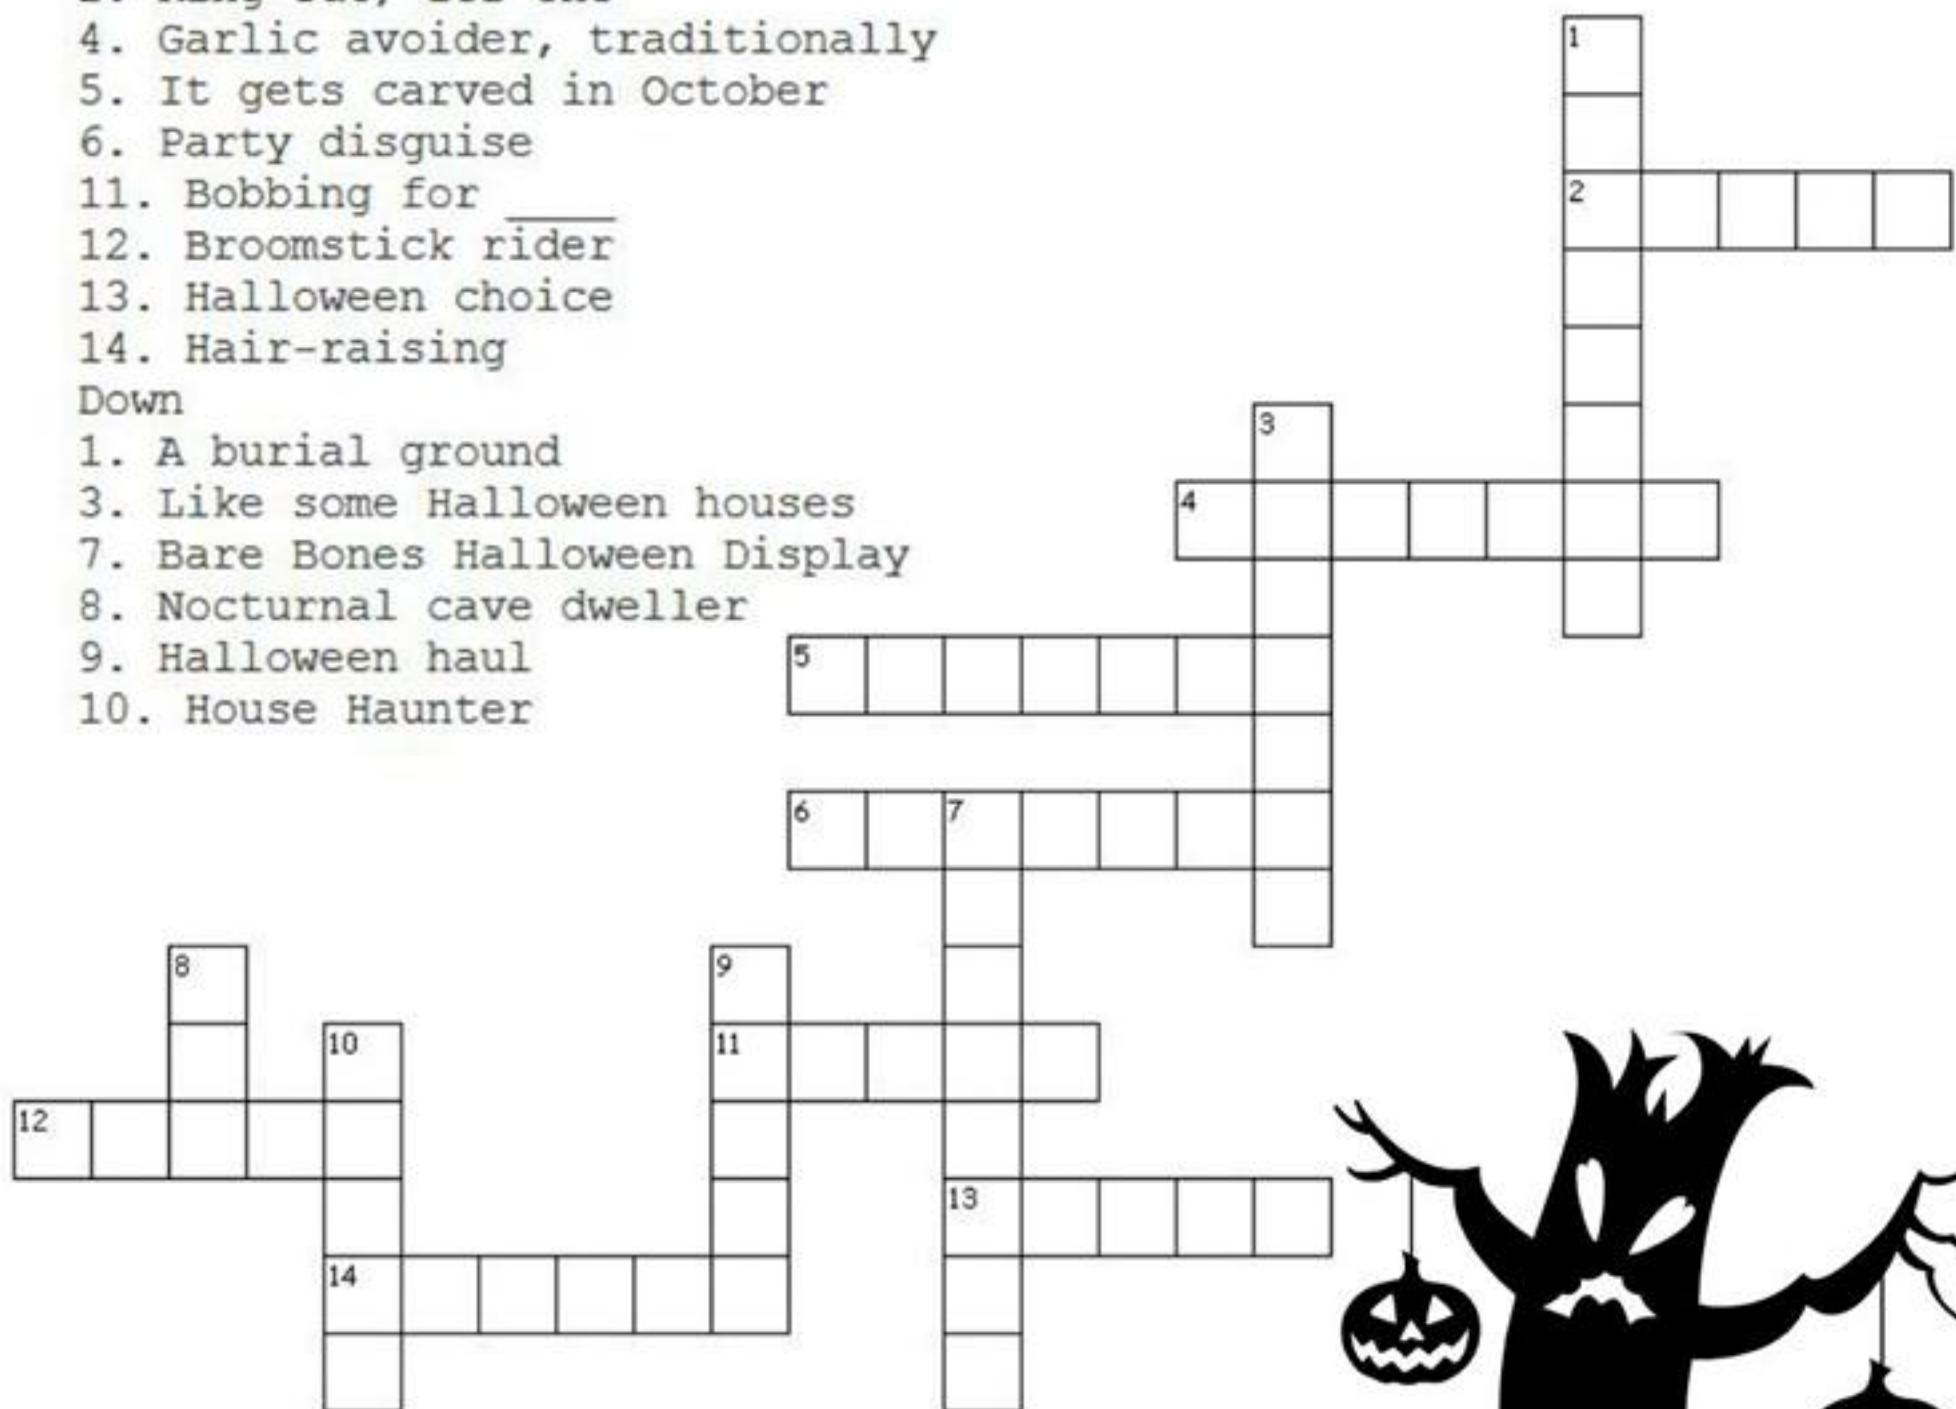 4. Garlic avoider, traditionally
5. It gets carved in October
6. Party disguise
11. Bobbing for ____
12. Broomstick rider
13. Halloween choice
14. Hair-raising
Down
1. A burial ground
3. Like some Halloween houses
7. Bare Bones Halloween Display
8. Nocturnal cave dweller
9. Halloween haul
10. House Haunter
1
2
3
4
5
6 7
8 9
10 11
12
13
14